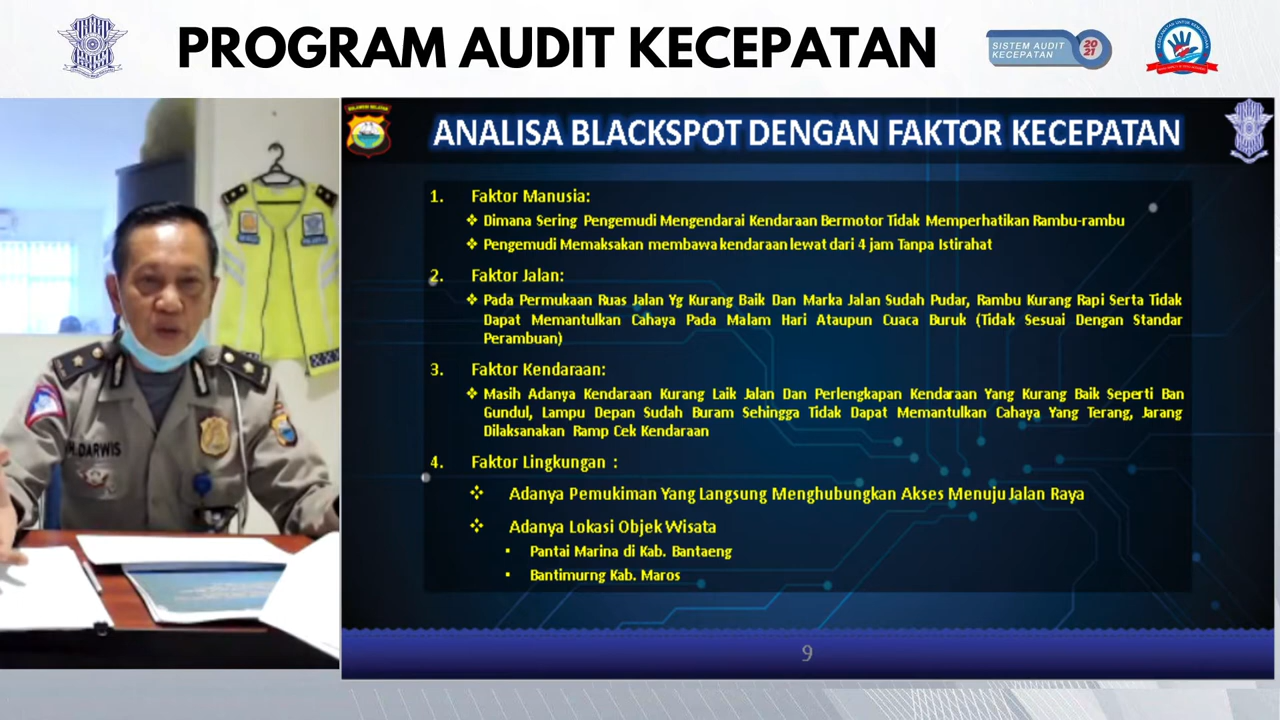 PROGRAM AUDIT KECEPATAN
SISTEM AUDIT
KECEPATAN
20
21
SULAWESI SELATAN
ANALISA BLACKSPOT DENGAN FAKTOR KECEPATAN
1. Faktor Manusia:
❖ Dimana Sering Pengemudi Mengendarai Kendaraan Bermotor Tidak Memperhatikan Rambu-rambu
❖ Pengemudi Memaksakan membawa kendaraan lewat dari 4 jam Tanpa Istirahat
2. Faktor Jalan:
❖ Pada Permukaan Ruas Jalan Yg Kurang Baik Dan Marka Jalan Sudah Pudar, Rambu Kurang Rapi Serta Tidak
Dapat Memantulkan Cahaya Pada Malam Hari Ataupun Cuaca Buruk (Tidak Sesuai Dengan Standar
Perambuan)
3. Faktor Kendaraan:
❖ Masih Adanya Kendaraan Kurang Laik Jalan Dan Perlengkapan Kendaraan Yang Kurang Baik Seperti Ban
Gundul, Lampu Depan Sudah Buram Sehingga Tidak Dapat Memantulkan Cahaya Yang Terang, Jarang
Dilaksanakan Ramp Cek Kendaraan
4. Faktor Lingkungan :
❖ Adanya Pemukiman Yang Langsung Menghubungkan Akses Menuju Jalan Raya
❖ Adanya Lokasi Objek Wisata
▪ Pantai Marina di Kab. Bantaeng
▪ Bantimurng Kab. Maros
9
H.DARWIS